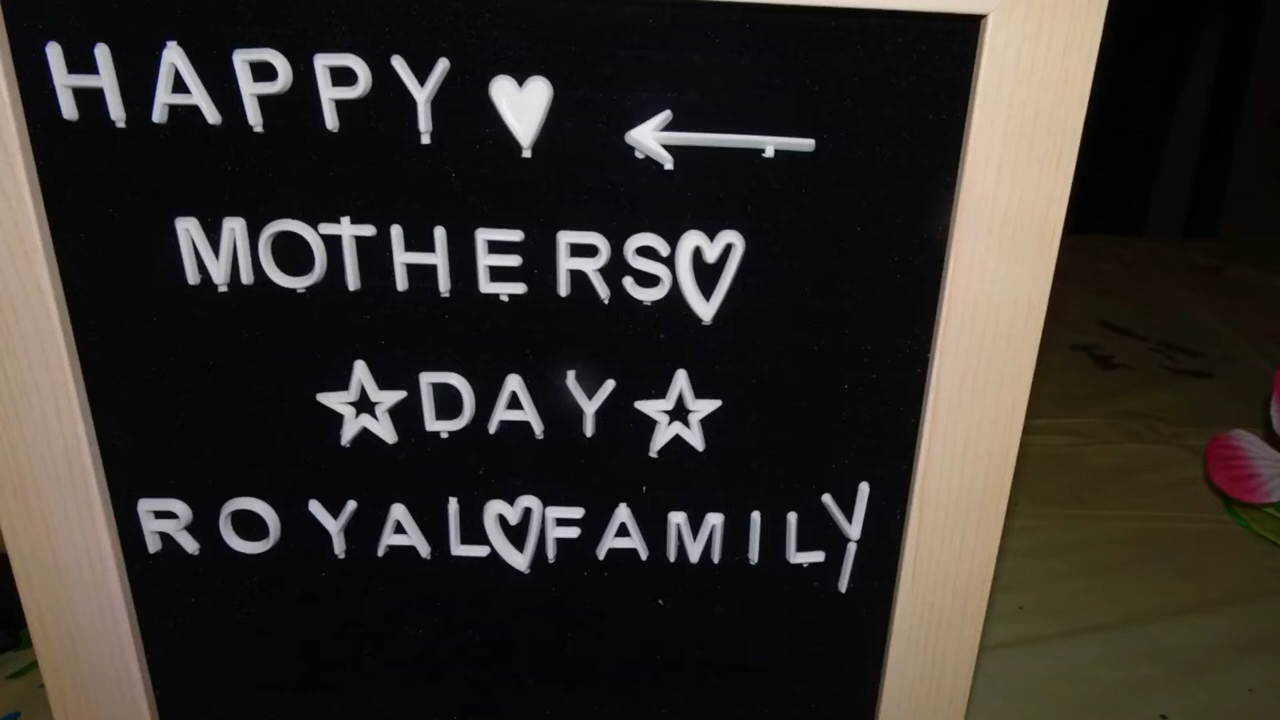 HAPPY ♥ ←
MOTHERS♡
☆DAY☆
ROYAL♡FAMILY